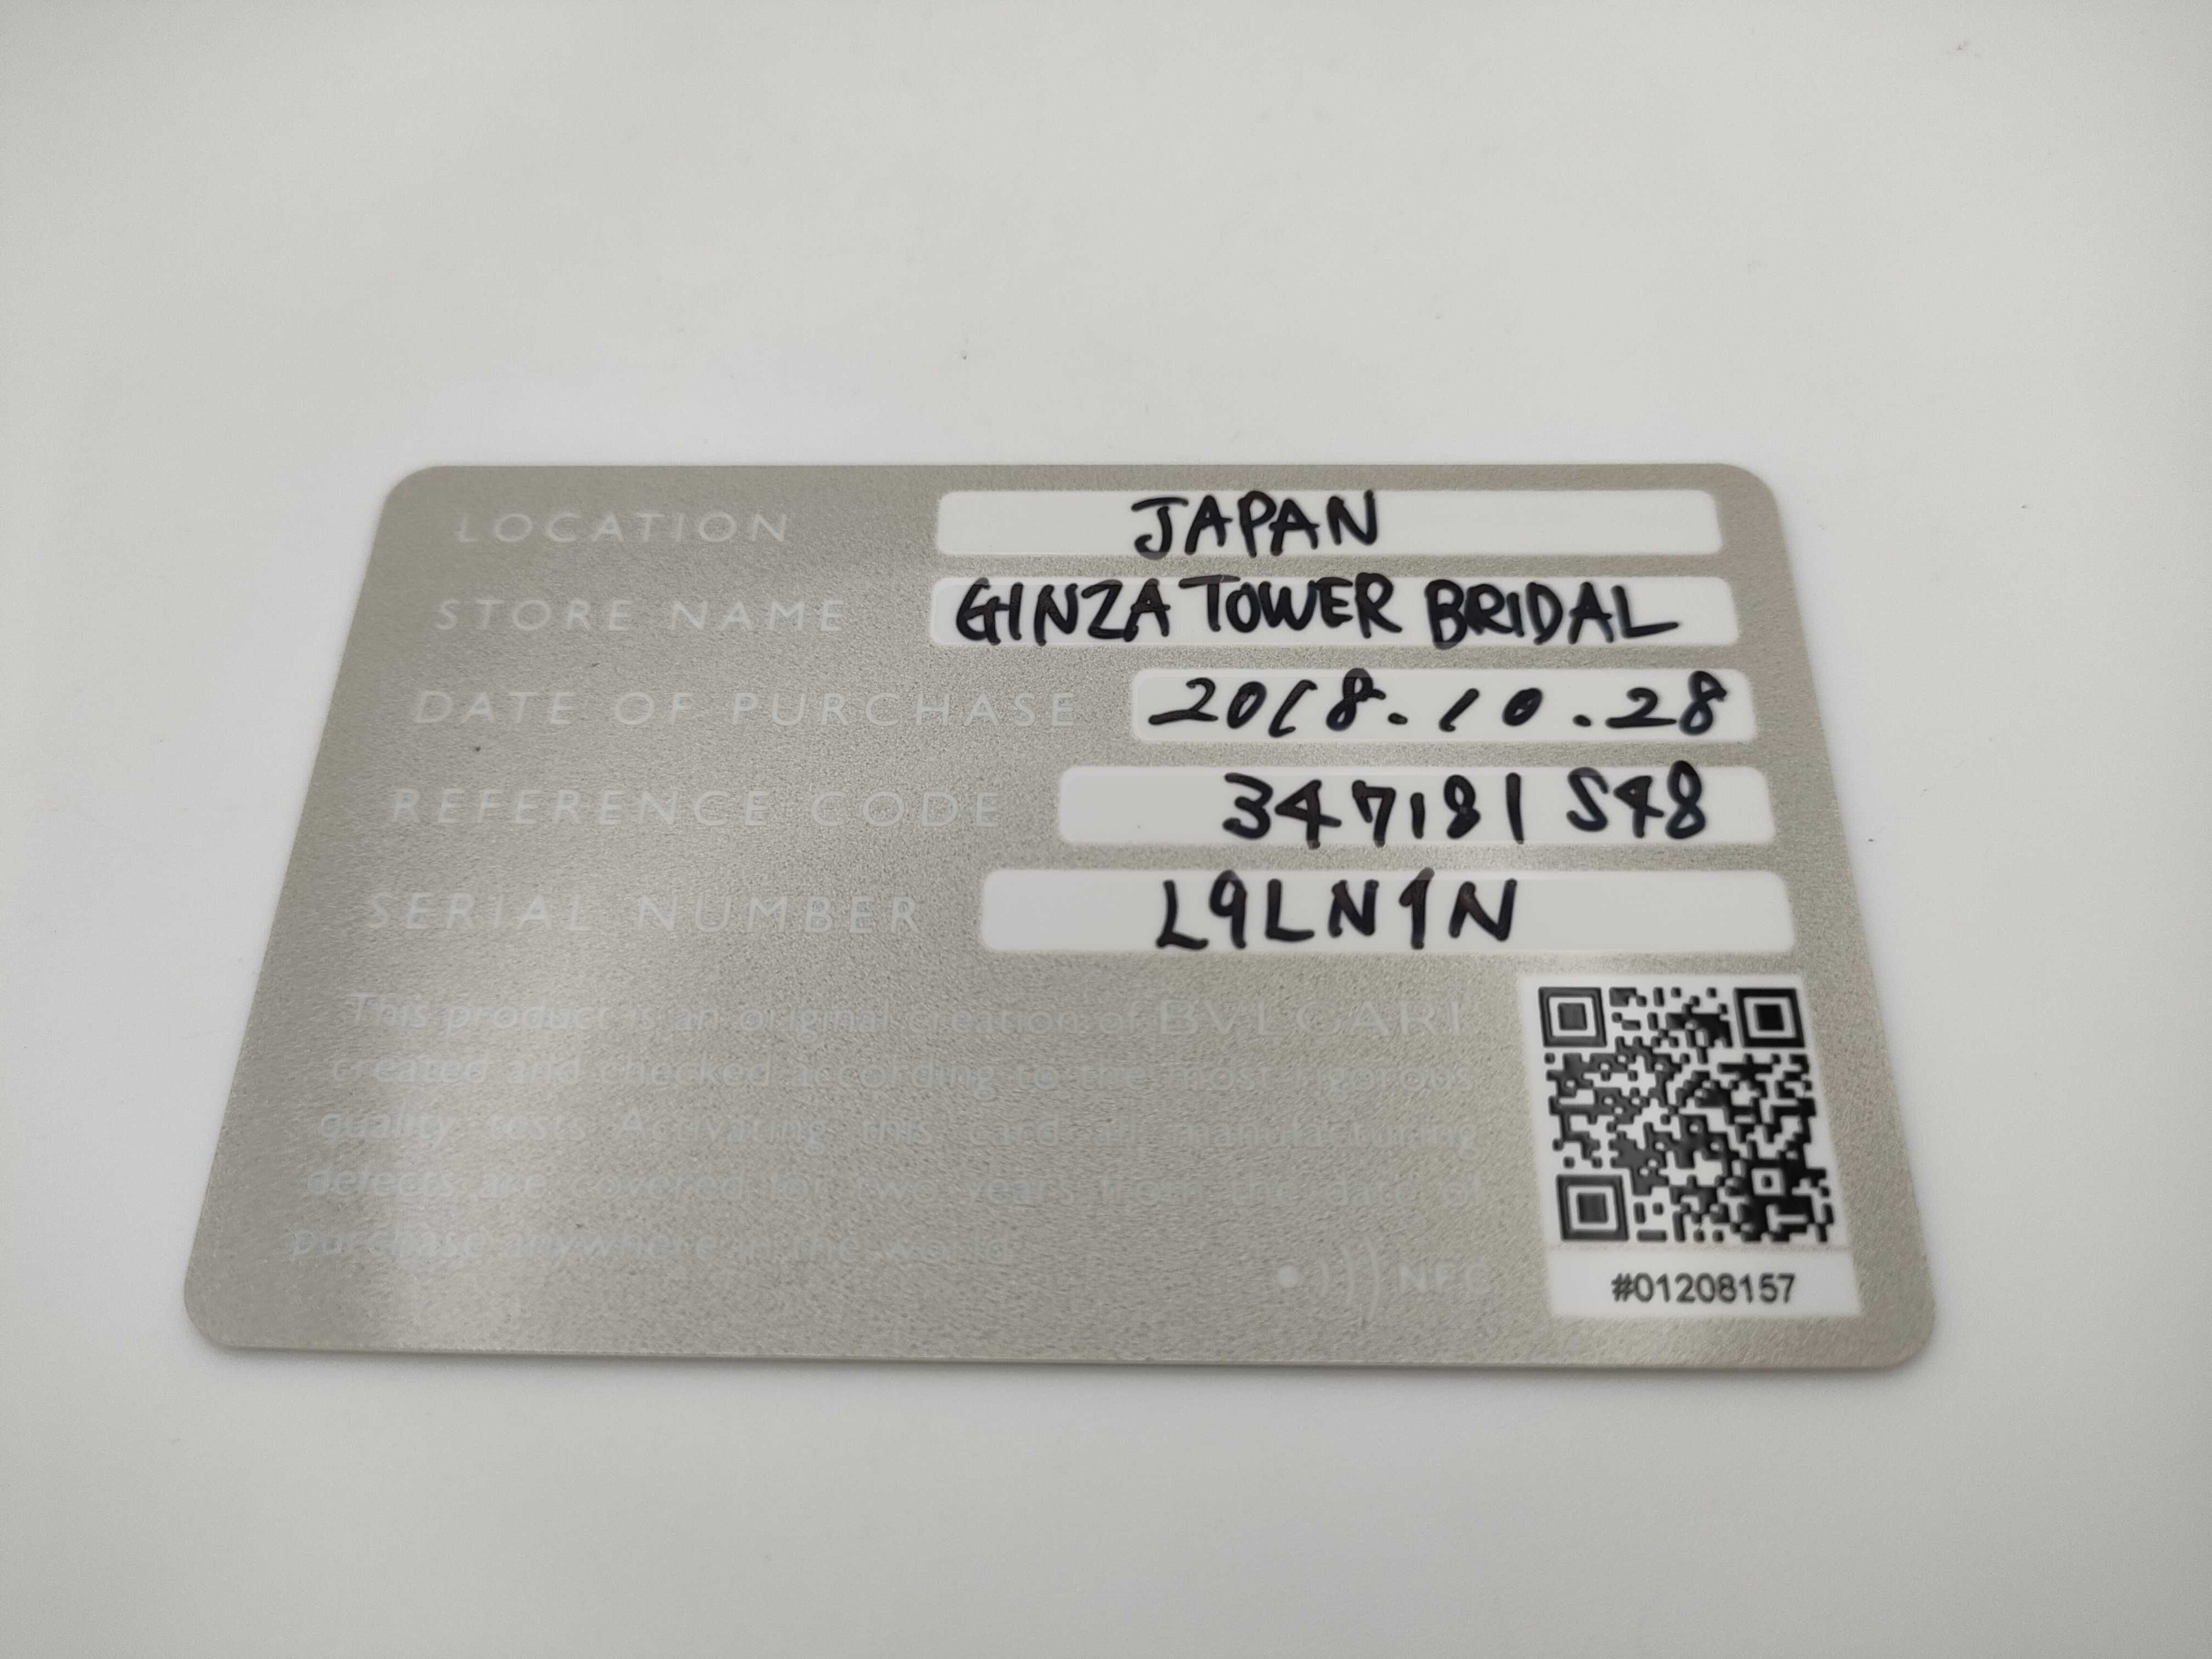 LOCATION JAPAN
STORE NAME GINZA TOWER BRIDAL
DATE OF PURCHASE 2018.10.28
REFERENCE CODE 347181 S48
SERIAL NUMBER L9LN1N
This product is an original creation of BVLGARI
created and checked according to the most rigorous
quality tests Activating this card all manufacturing
defects are covered for two years from the date of
purchase anywhere in the world
NFC
#01208157